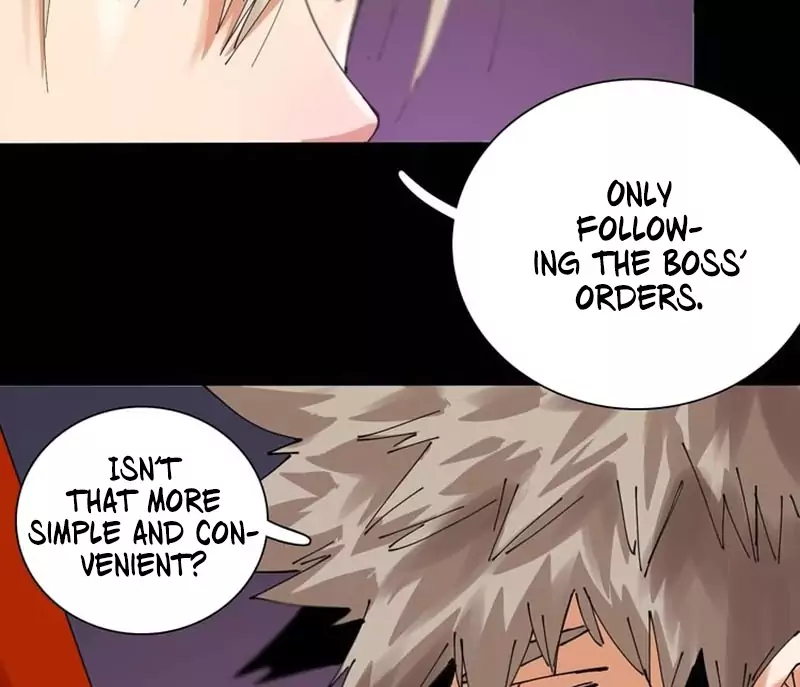 ONLY
FOLLOW-
ING THE BOSS'
ORDERS.
ISN'T
THAT MORE
SIMPLE AND CON-
VENIENT?